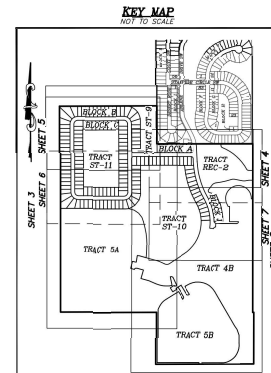 KEY MAP
NOT TO SCALE
BLOCK B
BLOCK C
TRACT ST-9
TRACT
ST-11
BLOCK A
TRACT
REC-2
SHEET 5
SHEET 4
SHEET 3
SHEET 6
SHEET 7
TRACT
ST-10
TRACT 5A
TRACT 4B
TRACT 5B